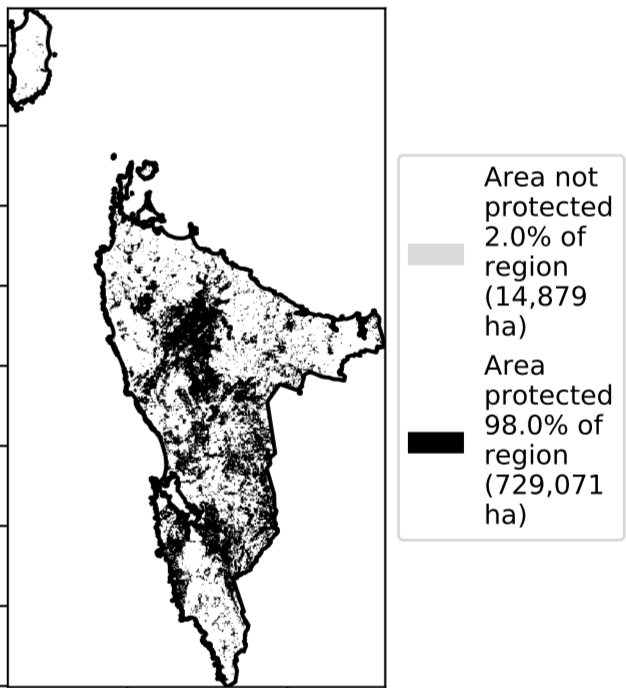 Area not
protected
2.0% of
region
(14,879
ha)
Area
protected
98.0% of
region
(729,071
ha)